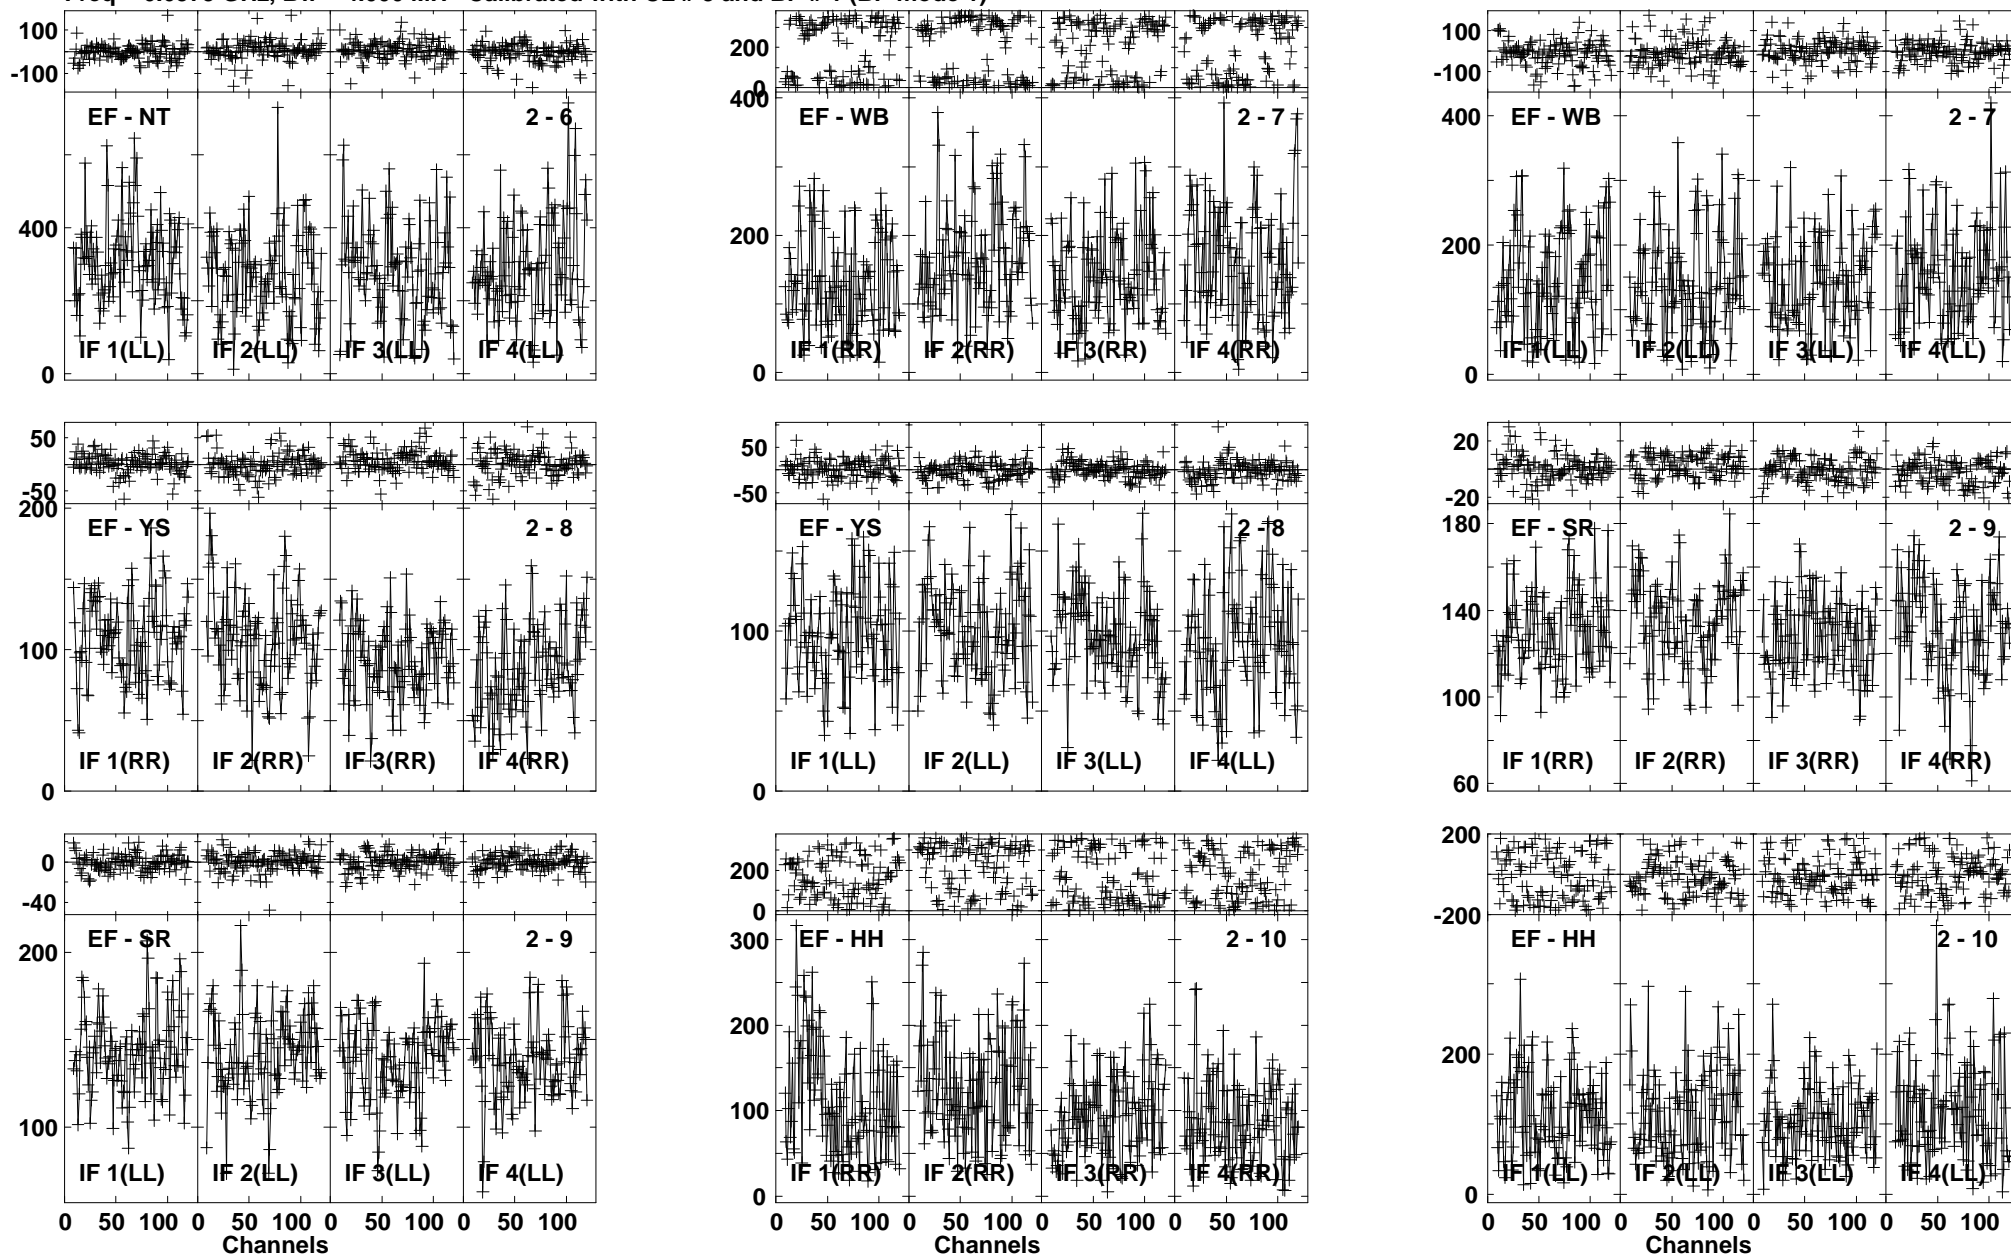 100
-100
EF - NT 2 - 6
400
0
IF 1(LL) IF 2(LL) IF 3(LL) IF 4(LL)
200
0
400
EF - WB 2 - 7
200
0
IF 1(RR) IF 2(RR) IF 3(RR) IF 4(RR)
100
-100
400
EF - WB 2 - 7
200
0
IF 1(LL) IF 2(LL) IF 3(LL) IF 4(LL)
50
-50
200
EF - YS 2 - 8
100
0
IF 1(RR) IF 2(RR) IF 3(RR) IF 4(RR)
50
-50
EF - YS 2 - 8
100
0
IF 1(LL) IF 2(LL) IF 3(LL) IF 4(LL)
20
-20
180
EF - SR 2 - 9
140
100
60
IF 1(RR) IF 2(RR) IF 3(RR) IF 4(RR)
0
-40
200
EF - SR 2 - 9
100
IF 1(LL) IF 2(LL) IF 3(LL) IF 4(LL)
0 50 100 0 50 100 0 50 100 0 50 100
Channels
200
0
300
EF - HH 2 - 10
200
100
0
IF 1(RR) IF 2(RR) IF 3(RR) IF 4(RR)
0 50 100 0 50 100 0 50 100 0 50 100
Channels
200
-200
EF - HH 2 - 10
200
0
IF 1(LL) IF 2(LL) IF 3(LL) IF 4(LL)
0 50 100 0 50 100 0 50 100 0 50 100
Channels